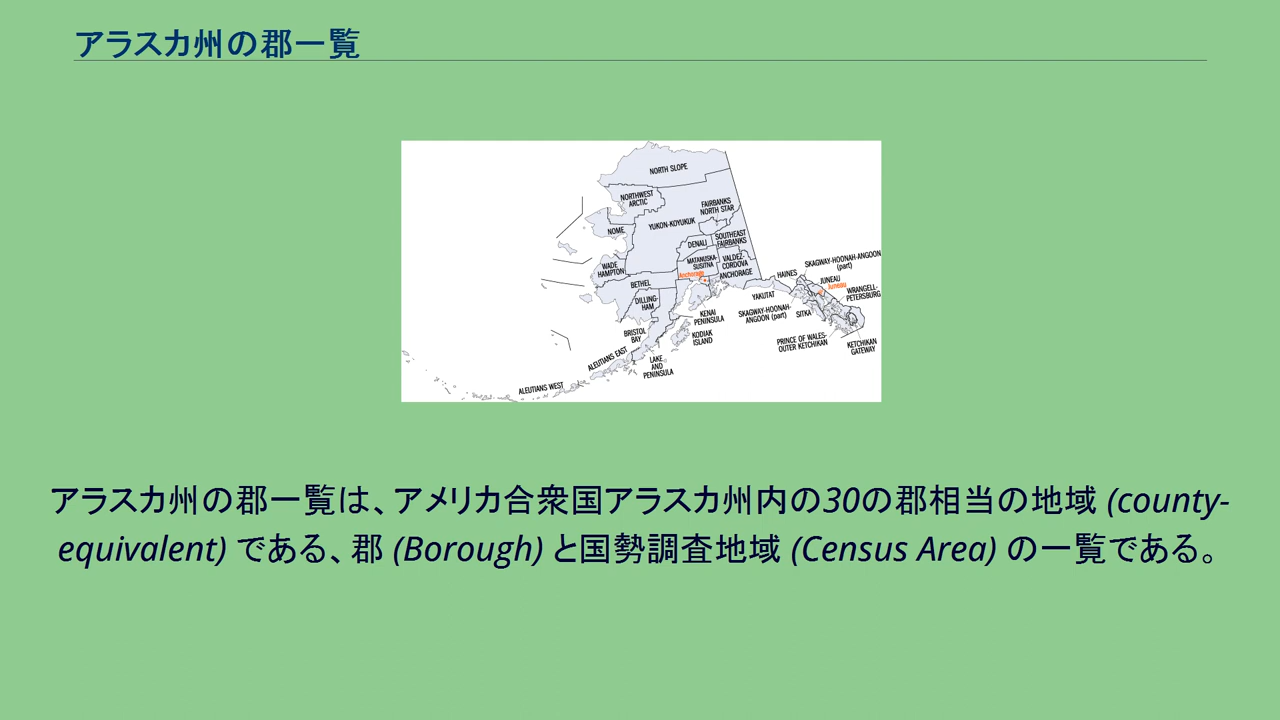 アラスカ州の郡一覧
NORTH SLOPE
NORTHWEST
ARCTIC
FAIRBANKS
NORTH STAR
YUKON-KOYUKUK
NOME
SOUTHEAST
FAIRBANKS
DENALI
MATANUSKA-
SUSITNA
VALDEZ-
CORDOVA
SKAGWAY-HOONAH-ANGOON
(part)
WADE
HAMPTON
Anchorage
ANCHORAGE
HAINES
JUNEAU
Juneau
BETHEL
WRANGELL-
PETERSBURG
YAKUTAT
DILLING-
HAM
KENAI
PENINSULA
SKAGWAY-HOONAH-
ANGOON (part)
SITKA
BRISTOL
BAY
KODIAK
ISLAND
PRINCE OF WALES-
OUTER KETCHIKAN
KETCHIKAN
GATEWAY
ALEUTIANS EAST
LAKE
AND
PENINSULA
ALEUTIANS WEST
アラスカ州の郡一覧は、アメリカ合衆国アラスカ州内の30の郡相当の地域 (county-
equivalent) である、郡 (Borough) と国勢調査地域 (Census Area) の一覧である。